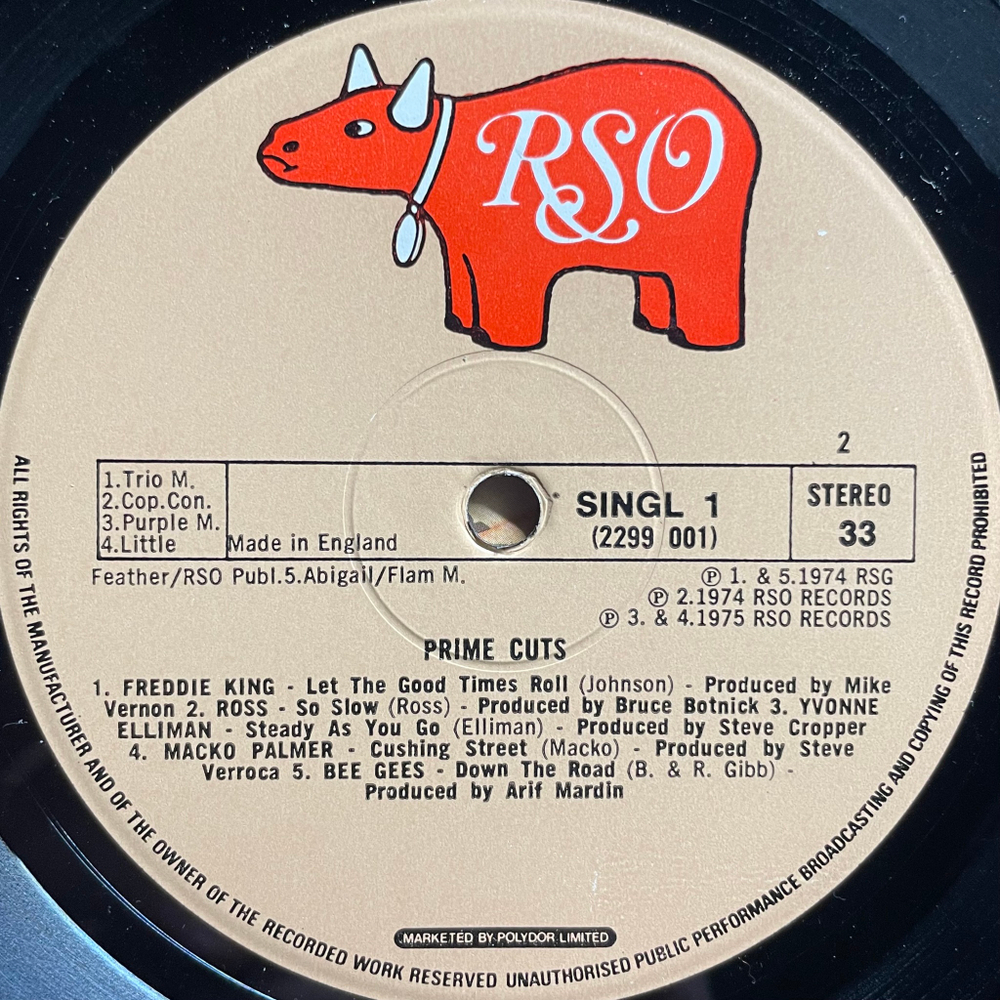 RSO
2
1.Trio M.
2.Cop.Con.
3.Purple M.
4.Little
Made in England
SINGL 1
(2299 001)
STEREO
33
Feather/RSO Publ.5.Abigail/Flam M.
℗ 1. & 5.1974 RSG
℗ 2.1974 RSO RECORDS
℗ 3. & 4.1975 RSO RECORDS
PRIME CUTS
1. FREDDIE KING - Let The Good Times Roll (Johnson) - Produced by Mike
Vernon 2. ROSS - So Slow (Ross) - Produced by Bruce Botnick 3. YVONNE
ELLIMAN - Steady As You Go (Elliman) - Produced by Steve Cropper
4. MACKO PALMER - Cushing Street (Macko) - Produced by Steve
Verroca 5. BEE GEES - Down The Road (B. & R. Gibb) -
Produced by Arif Mardin
MARKETED BY POLYDOR LIMITED
ALL RIGHTS OF THE MANUFACTURER AND OF THE OWNER OF THE RECORDED WORK RESERVED UNAUTHORISED PUBLIC PERFORMANCE BROADCASTING AND COPYING OF THIS RECORD PROHIBITED